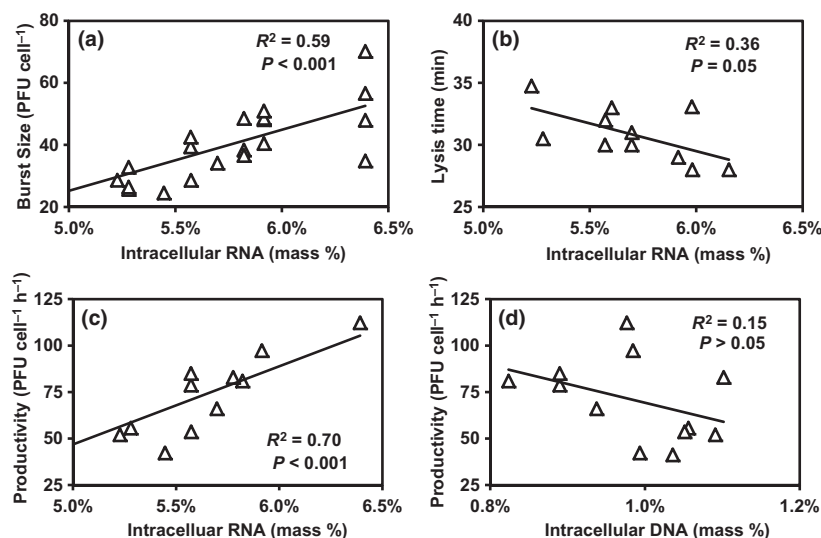 (a)
R² = 0.59
P < 0.001
Burst Size (PFU cell⁻¹)
80
60
40
20
5.0% 5.5% 6.0% 6.5%
Intracellular RNA (mass %)
(b)
R² = 0.36
P = 0.05
Lysis time (min)
40
35
30
25
5.0% 5.5% 6.0% 6.5%
Intracellular RNA (mass %)
(c)
R² = 0.70
P < 0.001
Productivity (PFU cell⁻¹ h⁻¹)
125
100
75
50
25
5.0% 5.5% 6.0% 6.5%
Intracelluar RNA (mass %)
(d)
R² = 0.15
P > 0.05
Productivity (PFU cell⁻¹ h⁻¹)
125
100
75
50
25
0.8% 1.0% 1.2%
Intracellular DNA (mass %)